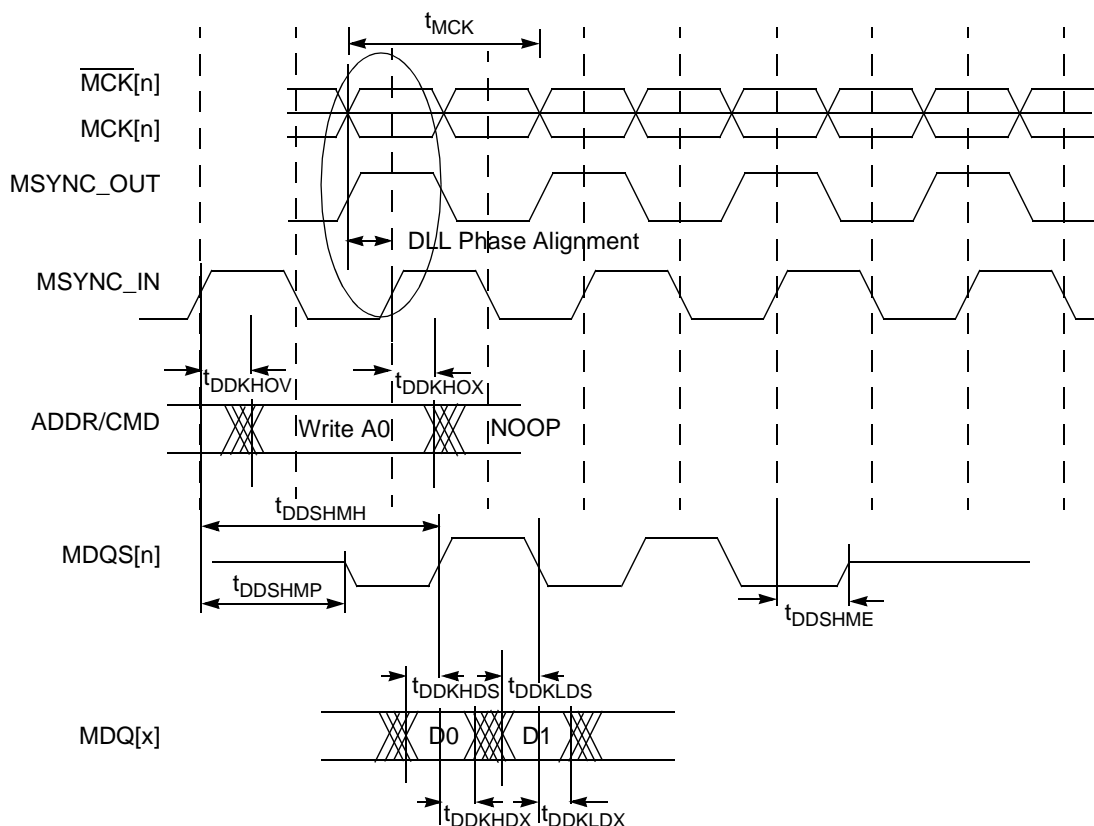 tMCK
MCK[n]
MCK[n]
MSYNC_OUT
DLL Phase Alignment
MSYNC_IN
tDDKHOV
tDDKHOX
ADDR/CMD
Write A0
NOOP
tDDSHMH
MDQS[n]
tDDSHMP
tDDSHME
tDDKHDS
tDDKLDS
MDQ[x]
D0
D1
tDDKHDX
tDDKLDX